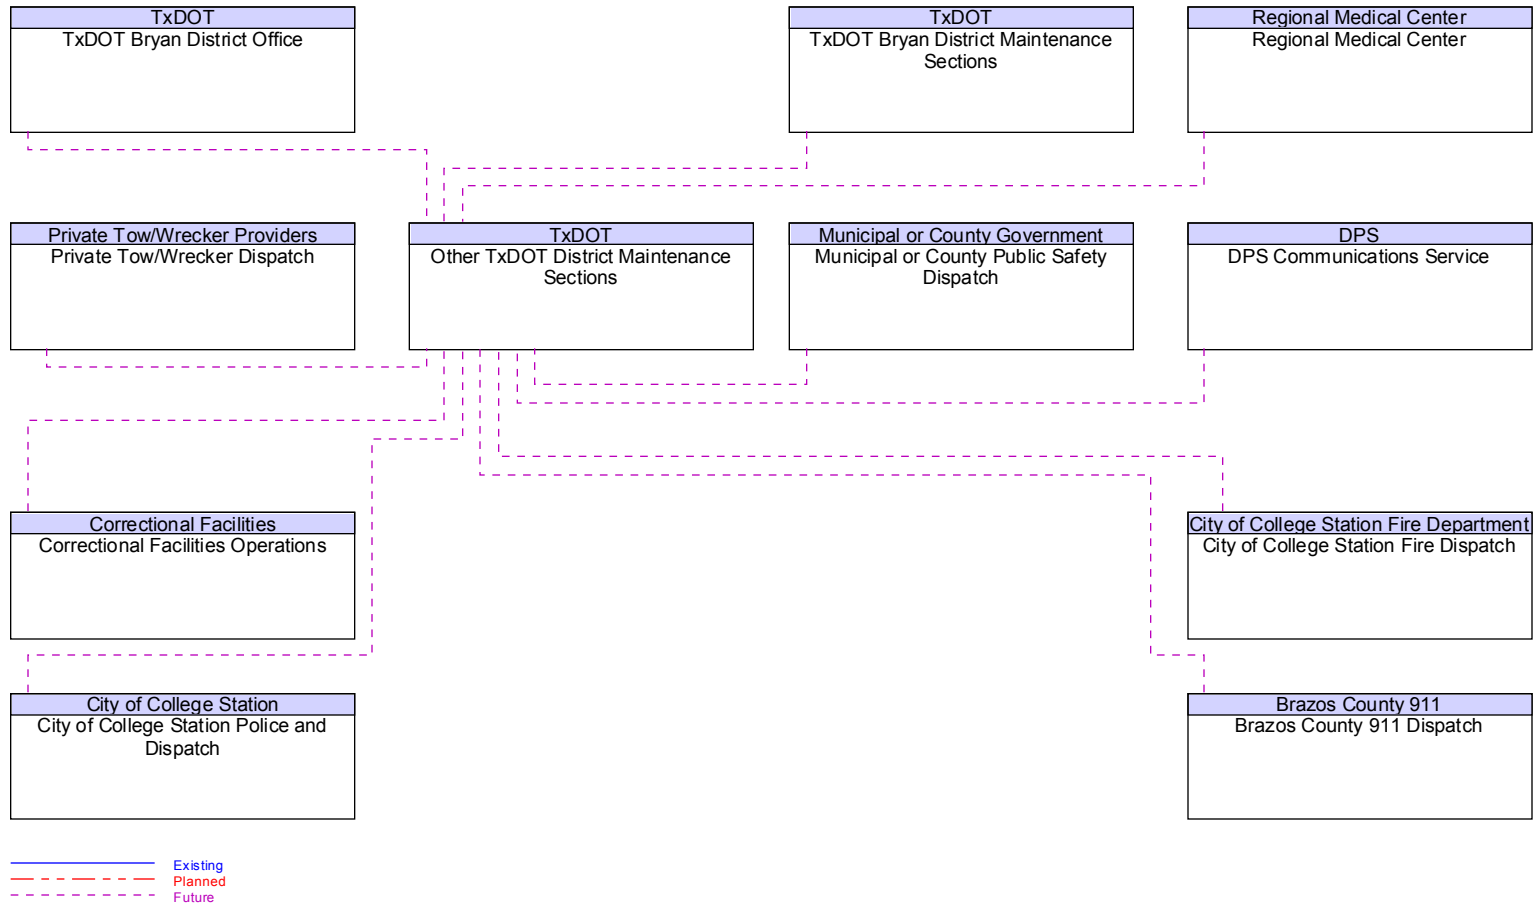 TxDOT
TxDOT Bryan District Office
TxDOT
TxDOT Bryan District Maintenance
Sections
Regional Medical Center
Regional Medical Center
Private Tow/Wrecker Providers
Private Tow/Wrecker Dispatch
TxDOT
Other TxDOT District Maintenance
Sections
Municipal or County Government
Municipal or County Public Safety
Dispatch
DPS
DPS Communications Service
Correctional Facilities
Correctional Facilities Operations
City of College Station Fire Department
City of College Station Fire Dispatch
City of College Station
City of College Station Police and
Dispatch
Brazos County 911
Brazos County 911 Dispatch
Existing
Planned
Future